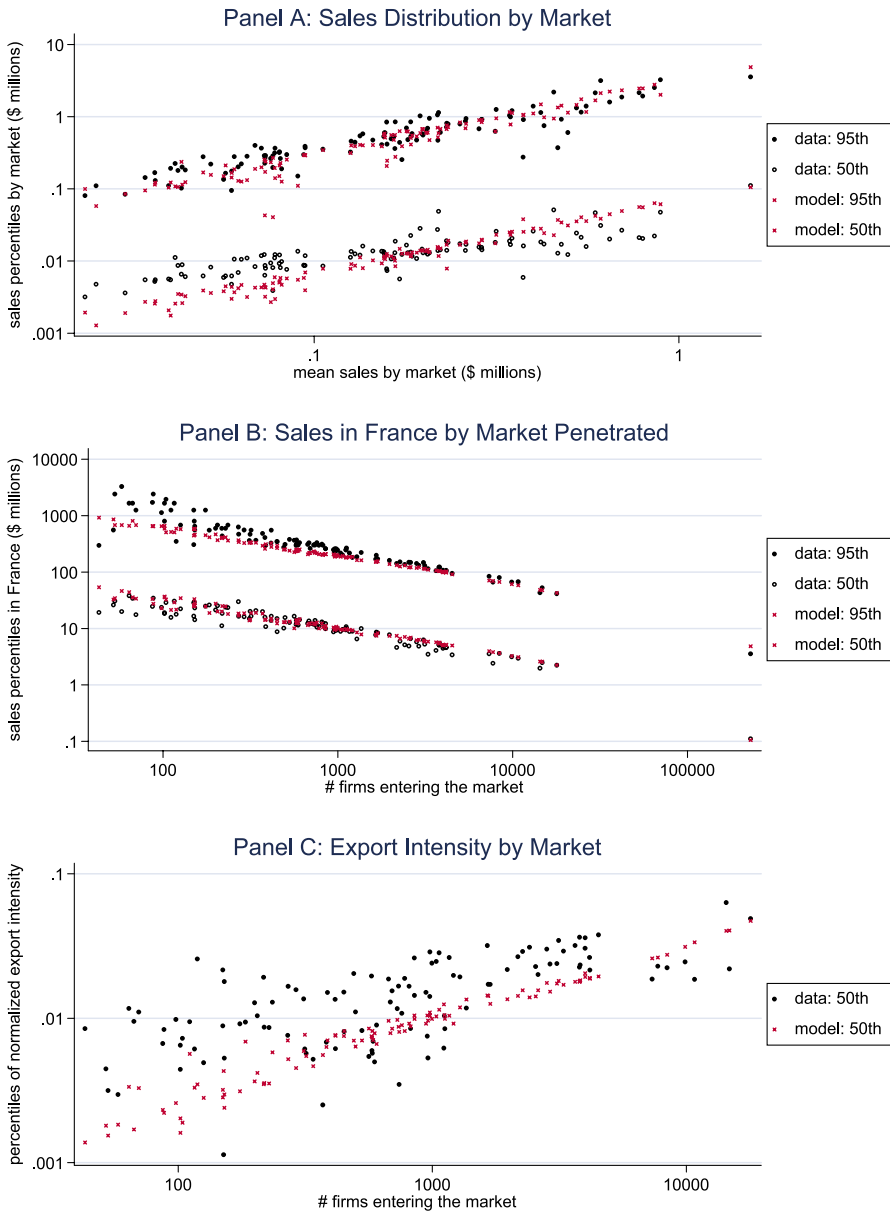 Panel A: Sales Distribution by Market
sales percentiles by market ($ millions)
10
1
.1
.01
.001
.1
1
mean sales by market ($ millions)
data: 95th
data: 50th
model: 95th
model: 50th
Panel B: Sales in France by Market Penetrated
sales percentiles in France ($ millions)
10000
1000
100
10
1
.1
100
1000
10000
100000
# firms entering the market
data: 95th
data: 50th
model: 95th
model: 50th
Panel C: Export Intensity by Market
percentiles of normalized export intensity
.1
.01
.001
100
1000
10000
# firms entering the market
data: 50th
model: 50th